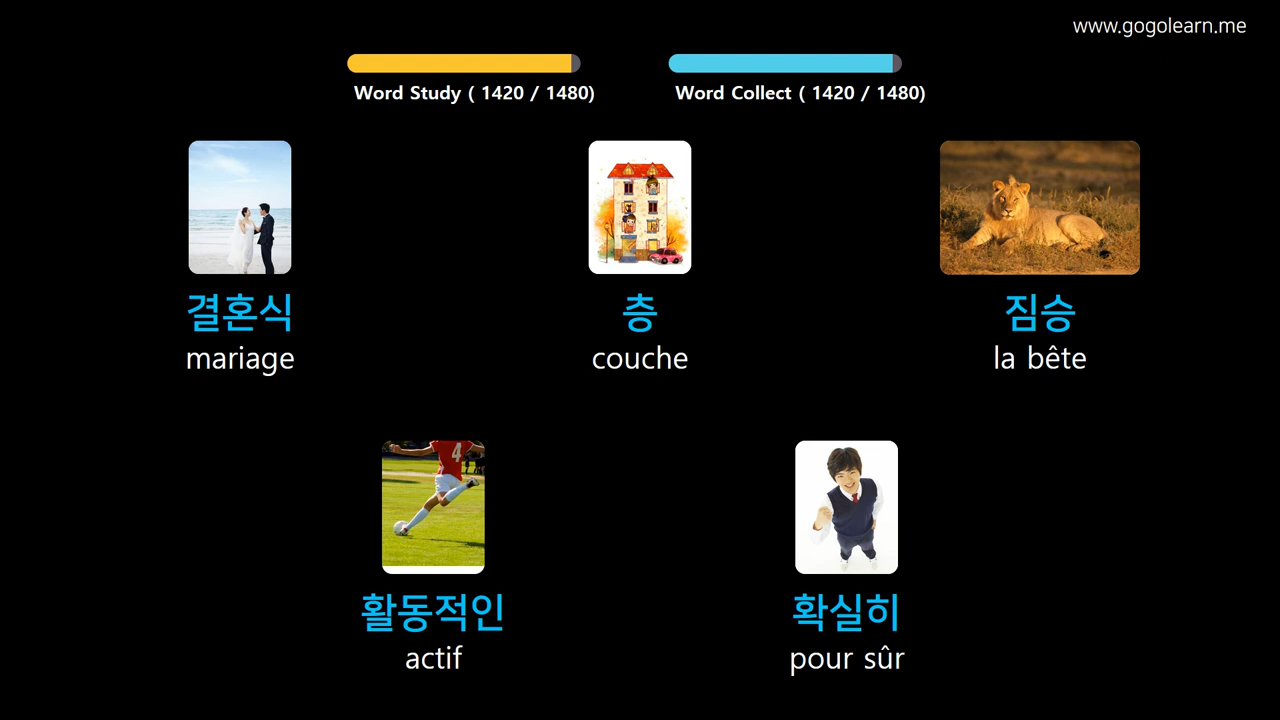 www.gogolearn.me
Word Study ( 1420 / 1480)
Word Collect ( 1420 / 1480)
결혼식
mariage
층
couche
짐승
la bête
4
활동적인
actif
확실히
pour sûr